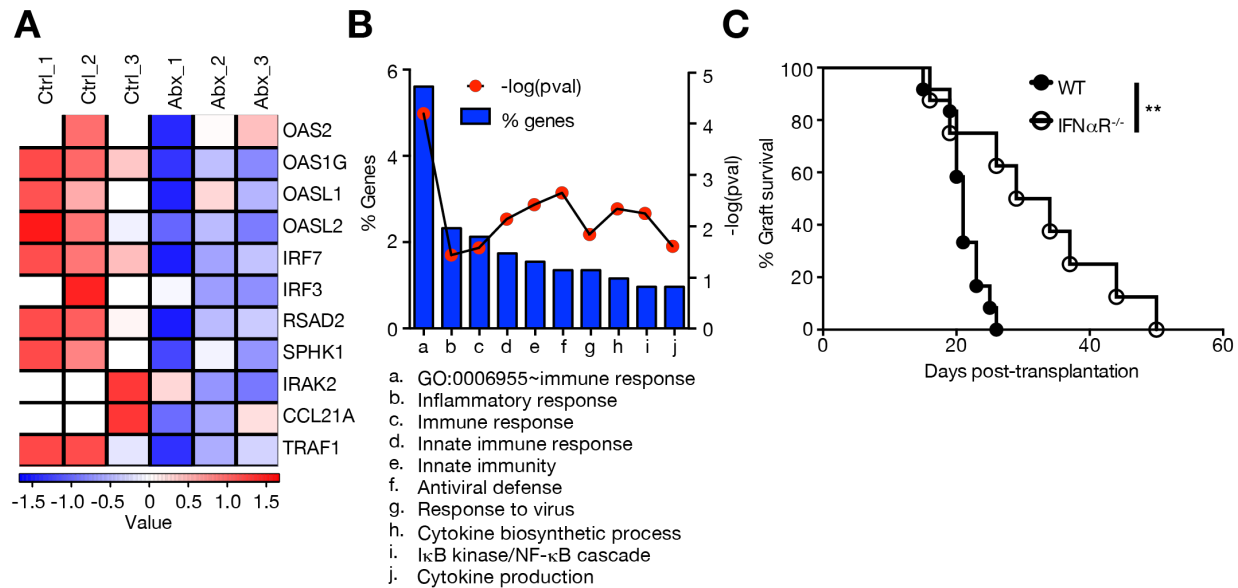 A
Ctrl_1
Ctrl_2
Ctrl_3
Abx_1
Abx_2
Abx_3
OAS2
OAS1G
OASL1
OASL2
IRF7
IRF3
RSAD2
SPHK1
IRAK2
CCL21A
TRAF1
-1.5 -1.0 -0.5 0 0.5 1.0 1.5
Value
B
-log(pval)
% genes
% Genes
6
4
2
0
-log(pval)
5
4
3
2
1
0
a b c d e f g h i j
a. GO:0006955~immune response
b. Inflammatory response
c. Immune response
d. Innate immune response
e. Innate immunity
f. Antiviral defense
g. Response to virus
h. Cytokine biosynthetic process
i. IκB kinase/NF-κB cascade
j. Cytokine production
C
WT
IFNαR-/-
**
% Graft survival
100
80
60
40
20
0
0 20 40 60
Days post-transplantation